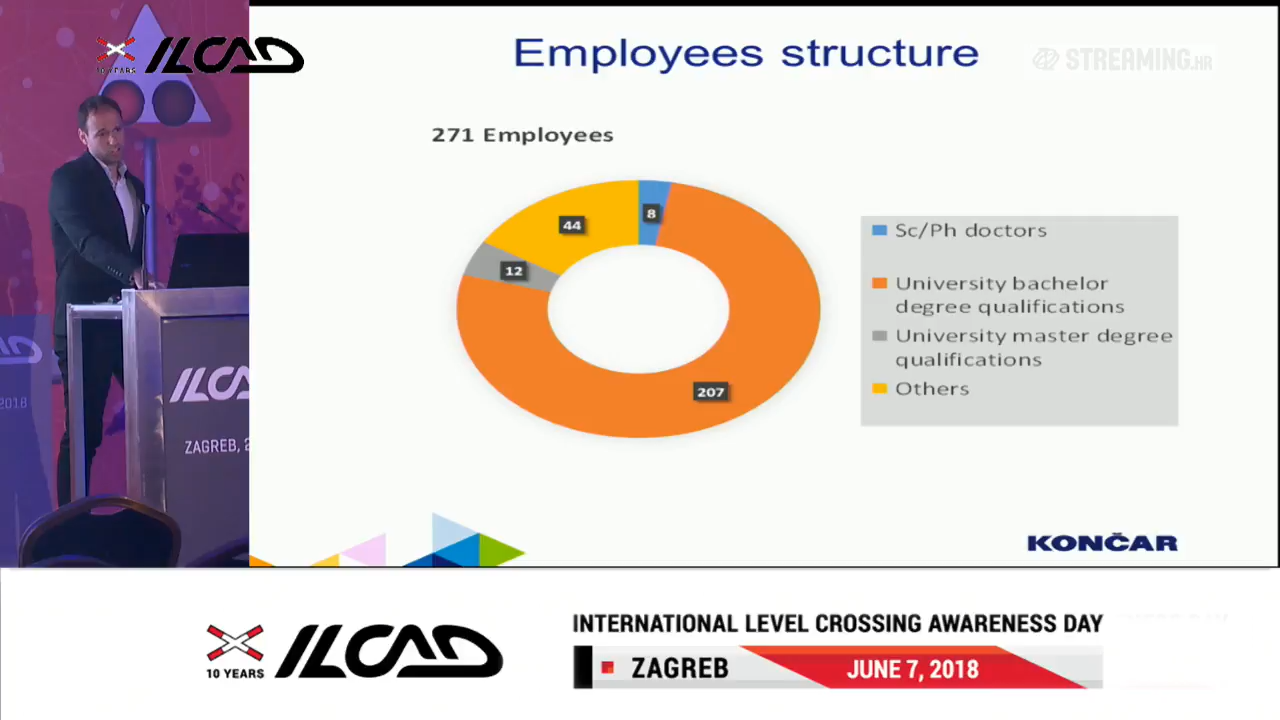 10 YEARS
ILCAD
Employees structure
STREAMING.HR
271 Employees
8
44
12
207
Sc/Ph doctors
University bachelor
degree qualifications
University master degree
qualifications
Others
2018
ILCA
ZAGREB, 2
KONČAR
10 YEARS
ILCAD
INTERNATIONAL LEVEL CROSSING AWARENESS DAY
ZAGREB
JUNE 7, 2018